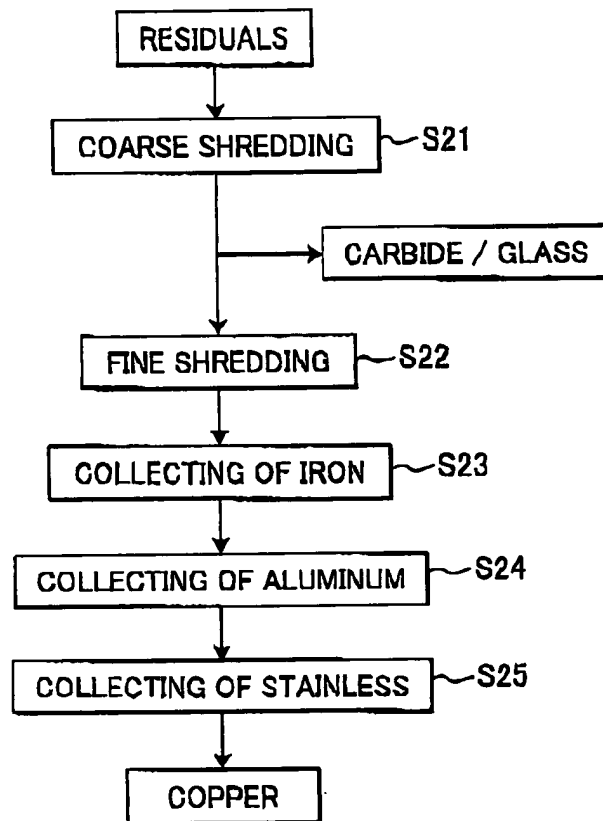 RESIDUALS
COARSE SHREDDING
S21
CARBIDE / GLASS
FINE SHREDDING
S22
COLLECTING OF IRON
S23
COLLECTING OF ALUMINUM
S24
COLLECTING OF STAINLESS
S25
COPPER